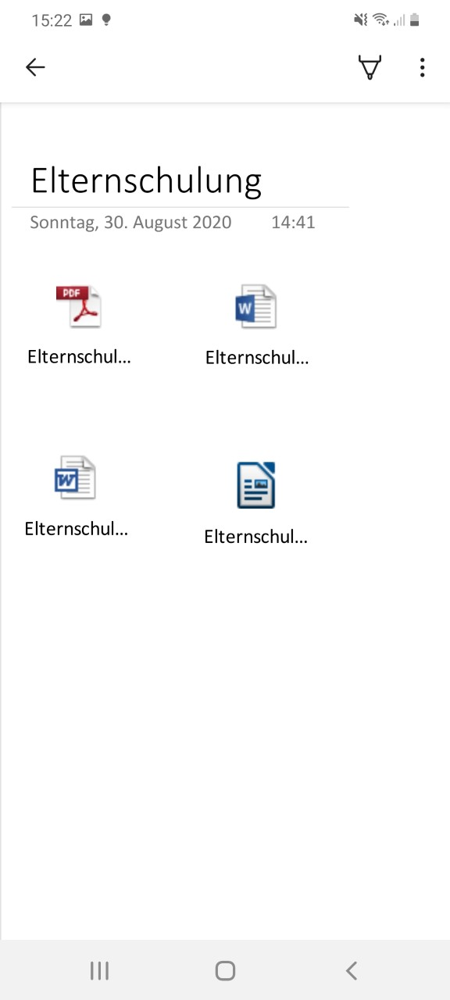 15:22
Elternschulung
Sonntag, 30. August 2020 14:41
PDF
Elternschul...
W
Elternschul...
W
Elternschul...
Elternschul...